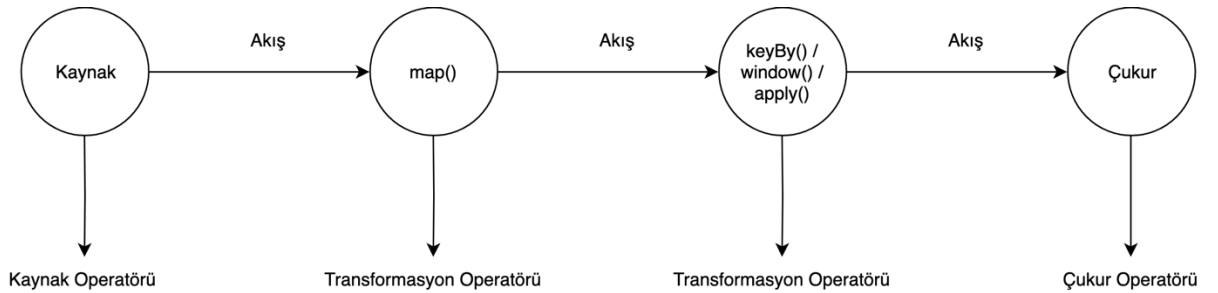 Akış
Akış
Akış
Kaynak
map()
keyBy() /
window() /
apply()
Çukur
Kaynak Operatörü
Transformasyon Operatörü
Transformasyon Operatörü
Çukur Operatörü